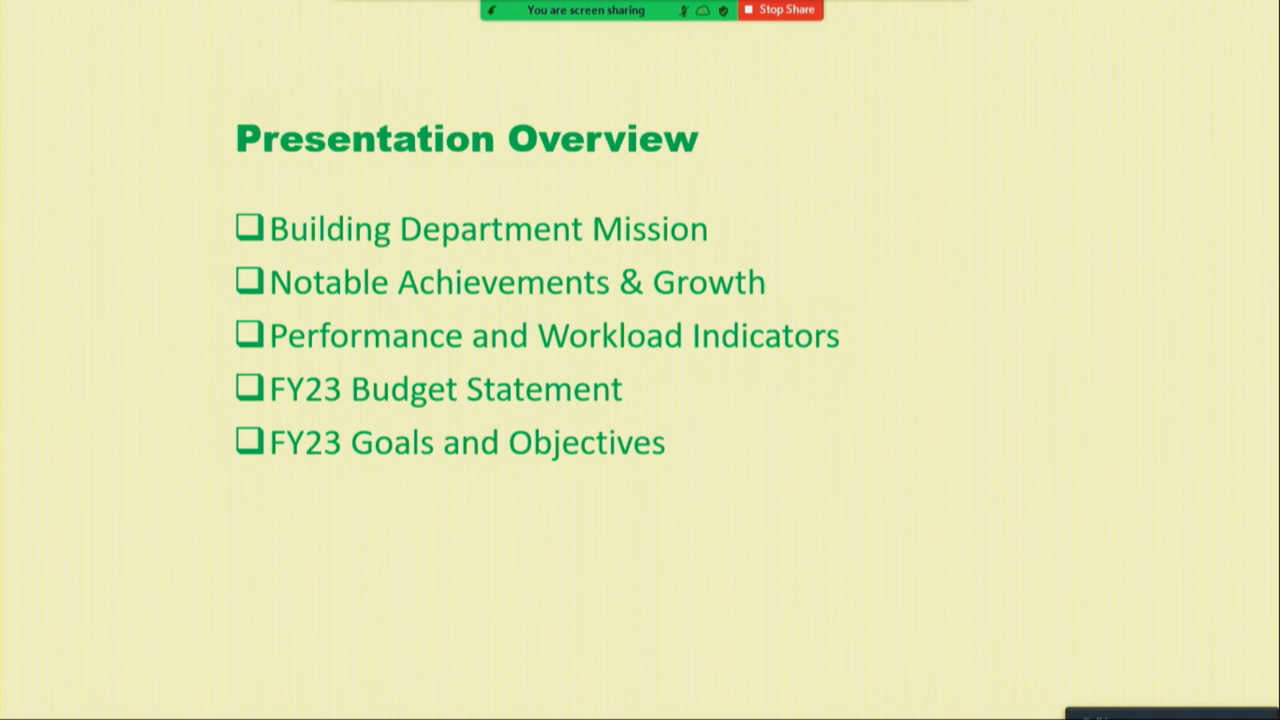 You are screen sharing
Stop Share
Presentation Overview
Building Department Mission
Notable Achievements & Growth
Performance and Workload Indicators
FY23 Budget Statement
FY23 Goals and Objectives